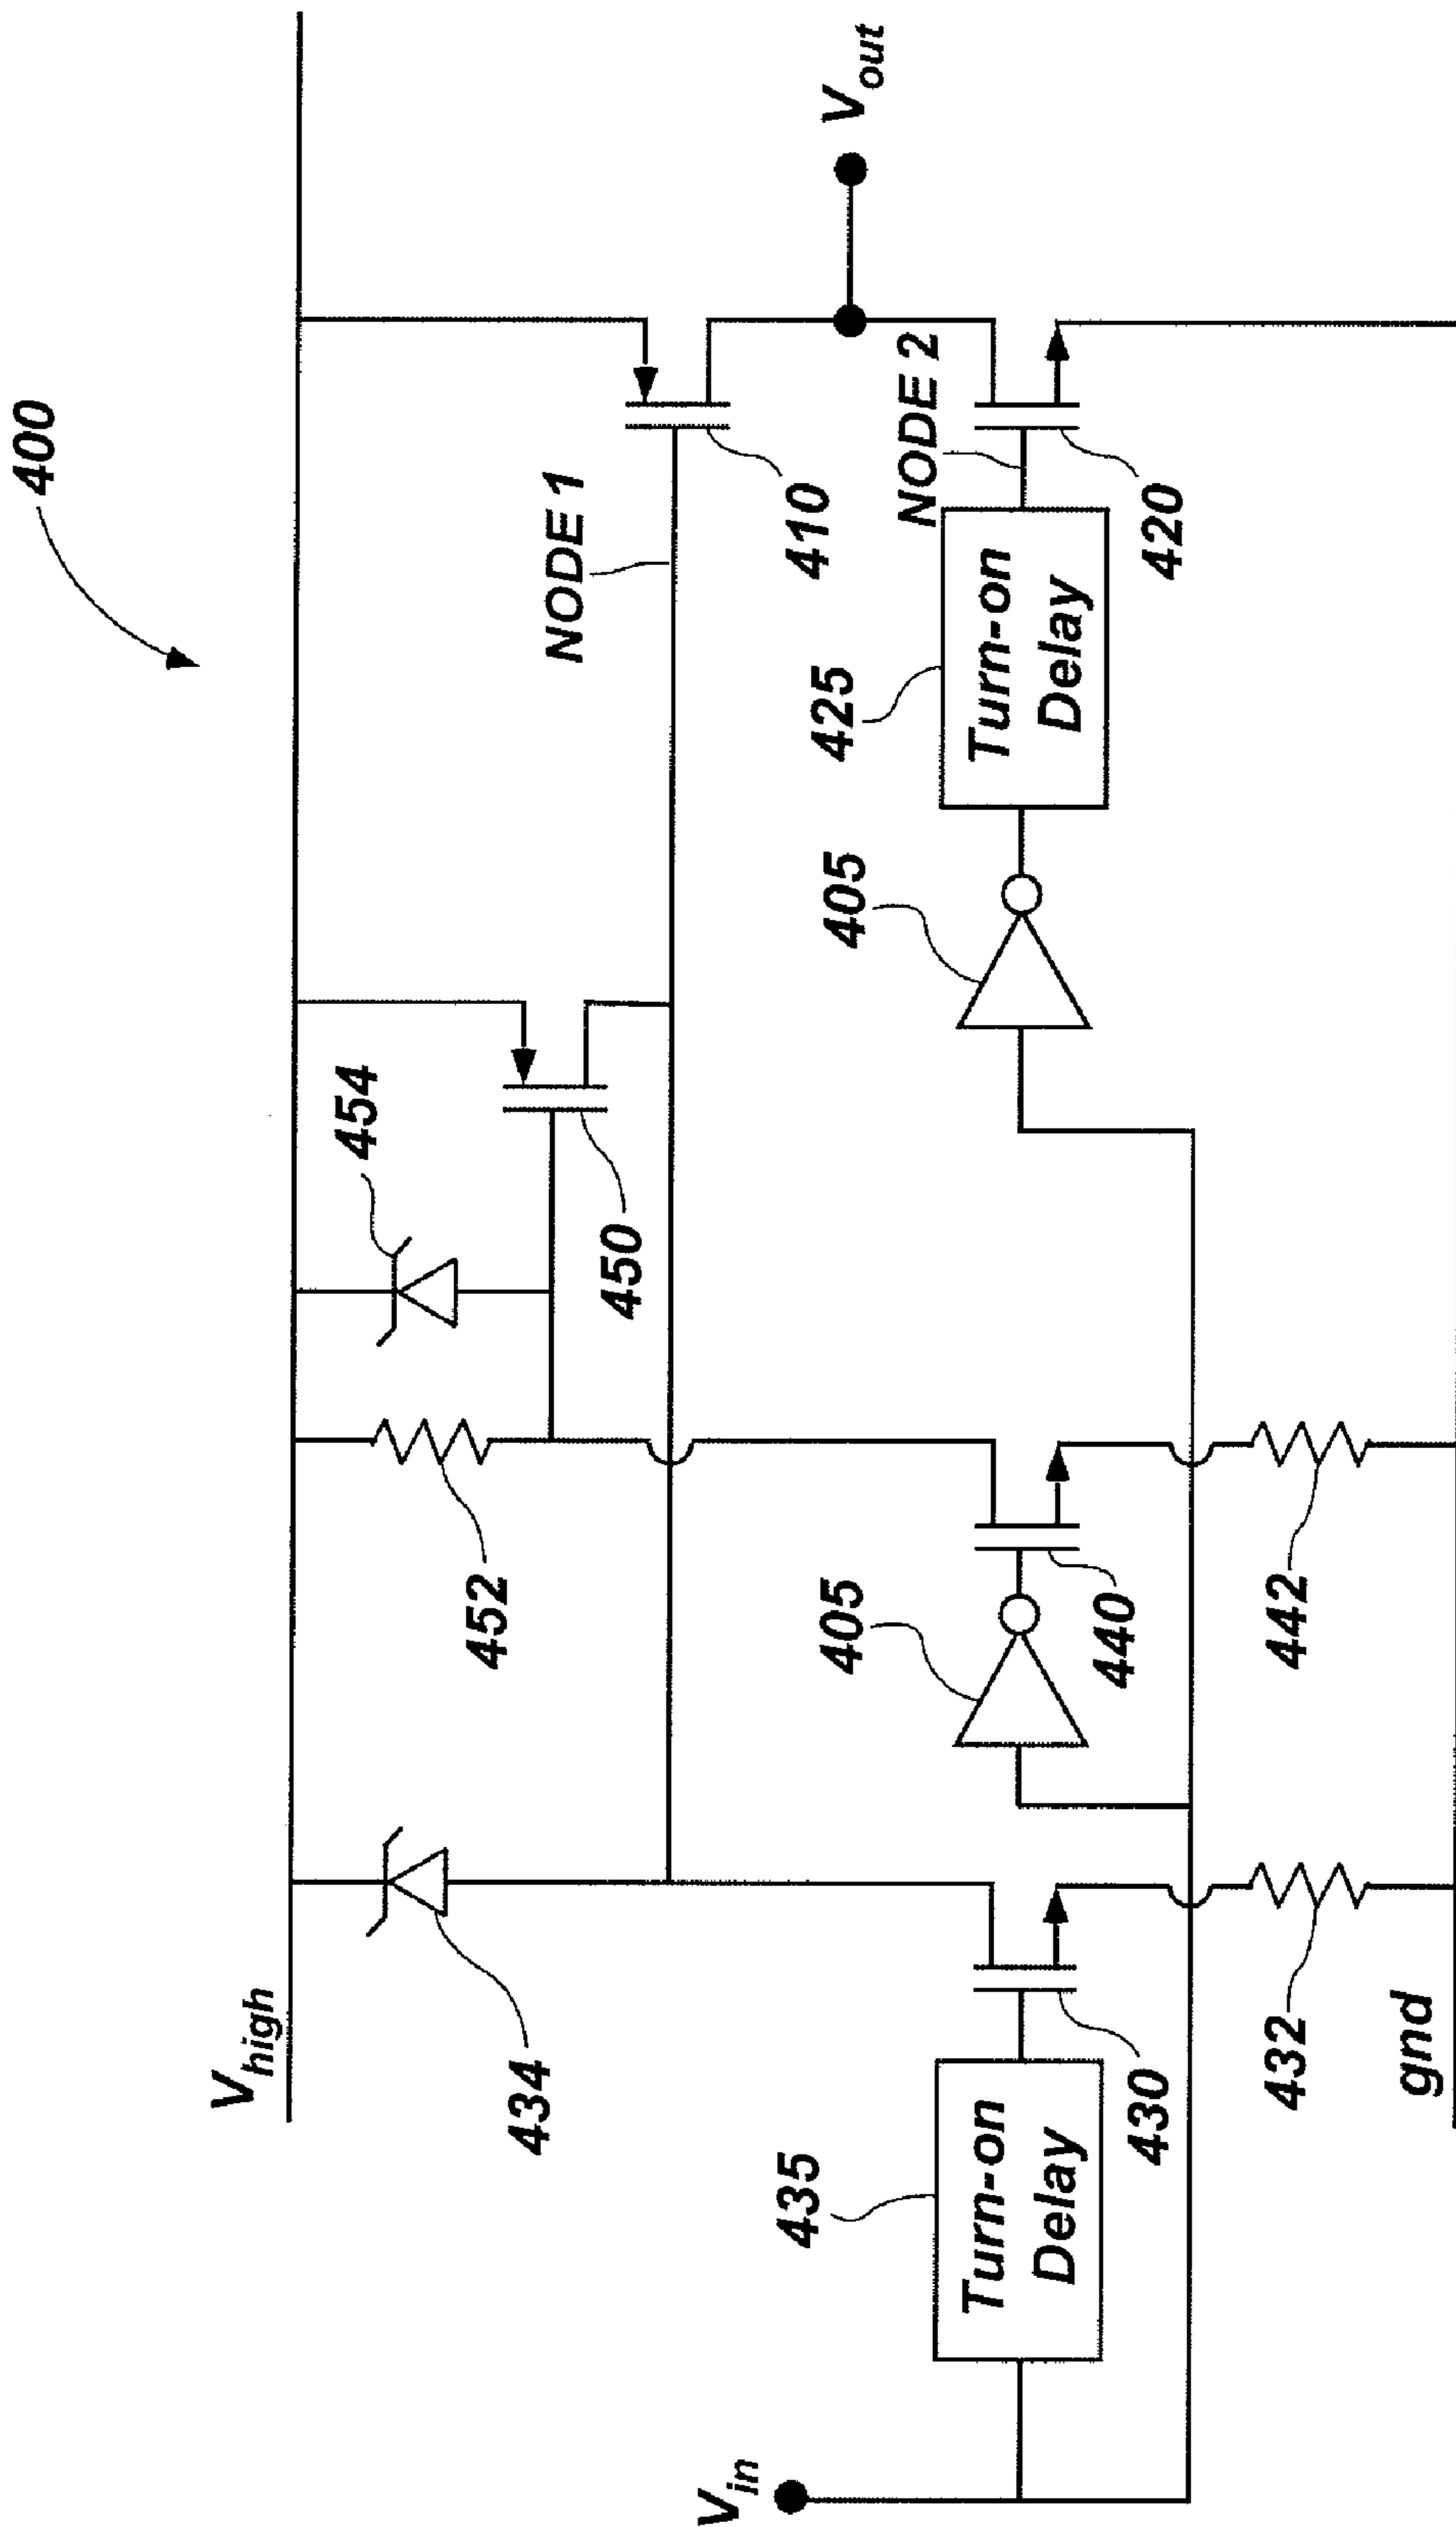 400
V_high
454
V_out
NODE 1
434
452
450
410
NODE 2
V_in
435
405
425
405
Turn-on
Delay
Turn-on
Delay
430
440
420
432
442
gnd